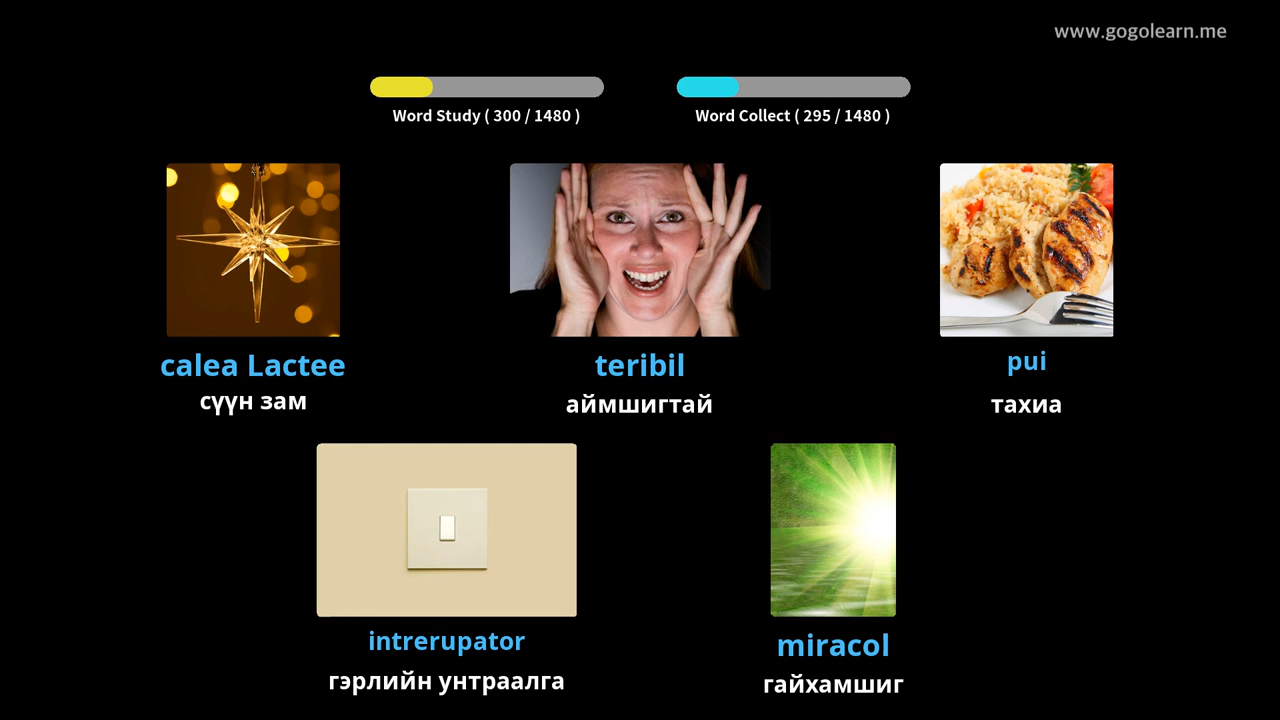 www.gogolearn.me
Word Study ( 300 / 1480 )
Word Collect ( 295 / 1480 )
calea Lactee
сүүн зам
teribil
аймшигтай
pui
тахиа
intrerupator
гэрлийн унтраалга
miracol
гайхамшиг